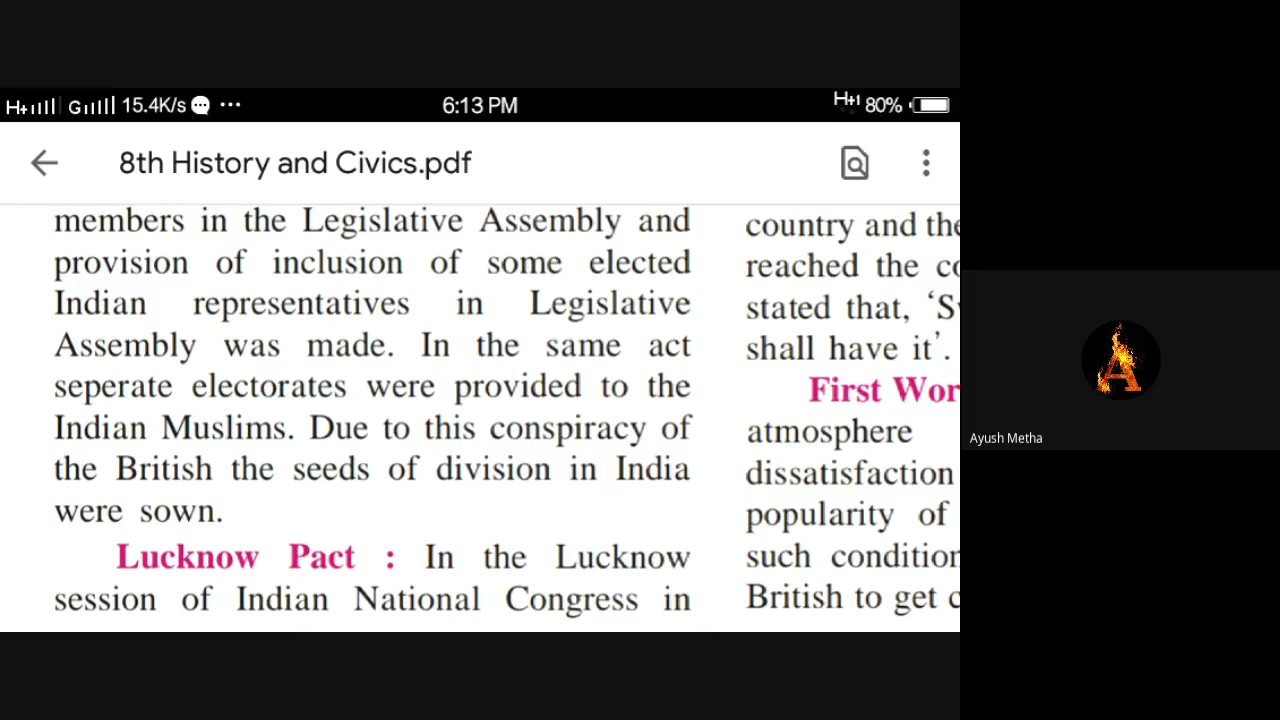 H+ G 15.4K/s ... 6:13 PM H+1 80%
8th History and Civics.pdf
members in the Legislative Assembly and
provision of inclusion of some elected
Indian representatives in Legislative
Assembly was made. In the same act
seperate electorates were provided to the
Indian Muslims. Due to this conspiracy of
the British the seeds of division in India
were sown.
Lucknow Pact : In the Lucknow
session of Indian National Congress in
country and the
reached the
stated that,
shall have it'.
First
atmosphere
dissatisfaction
popularity of
such
British to get
A
Ayush Metha